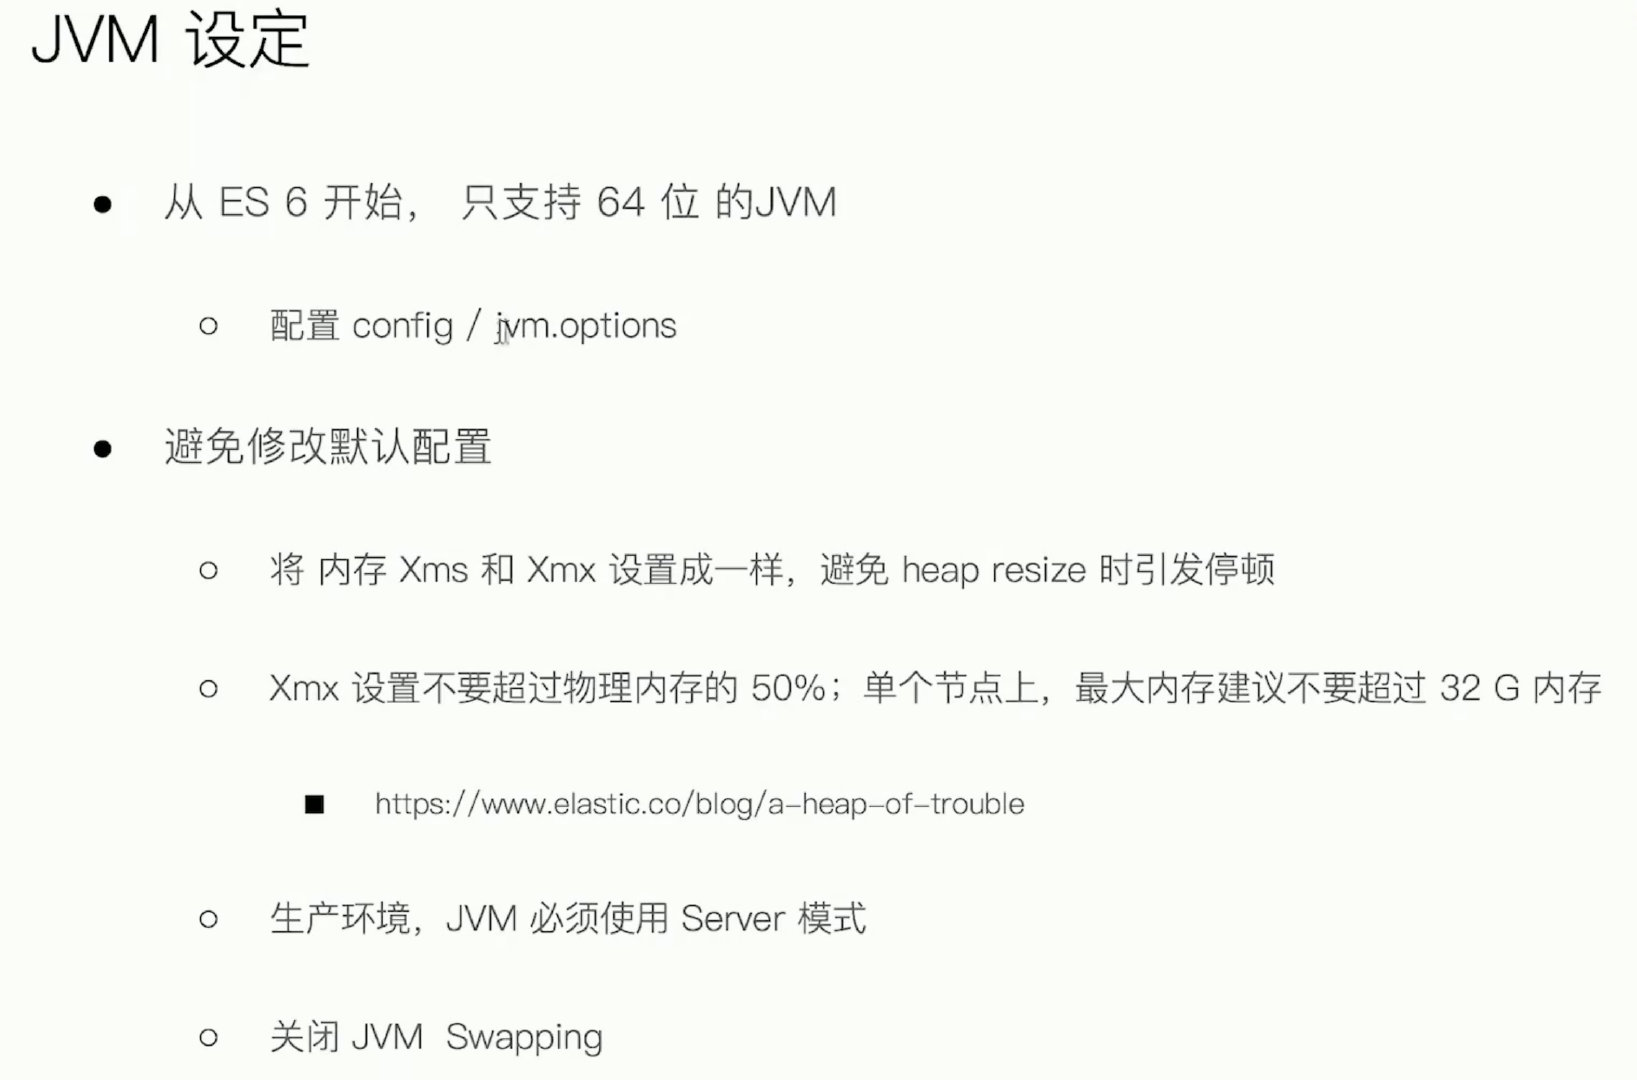 JVM 设定
从 ES 6 开始， 只支持 64 位 的JVM
配置 config / jvm.options
避免修改默认配置
将 内存 Xms 和 Xmx 设置成一样，避免 heap resize 时引发停顿
Xmx 设置不要超过物理内存的 50%；单个节点上，最大内存建议不要超过 32 G 内存
https://www.elastic.co/blog/a-heap-of-trouble
生产环境，JVM 必须使用 Server 模式
关闭 JVM Swapping